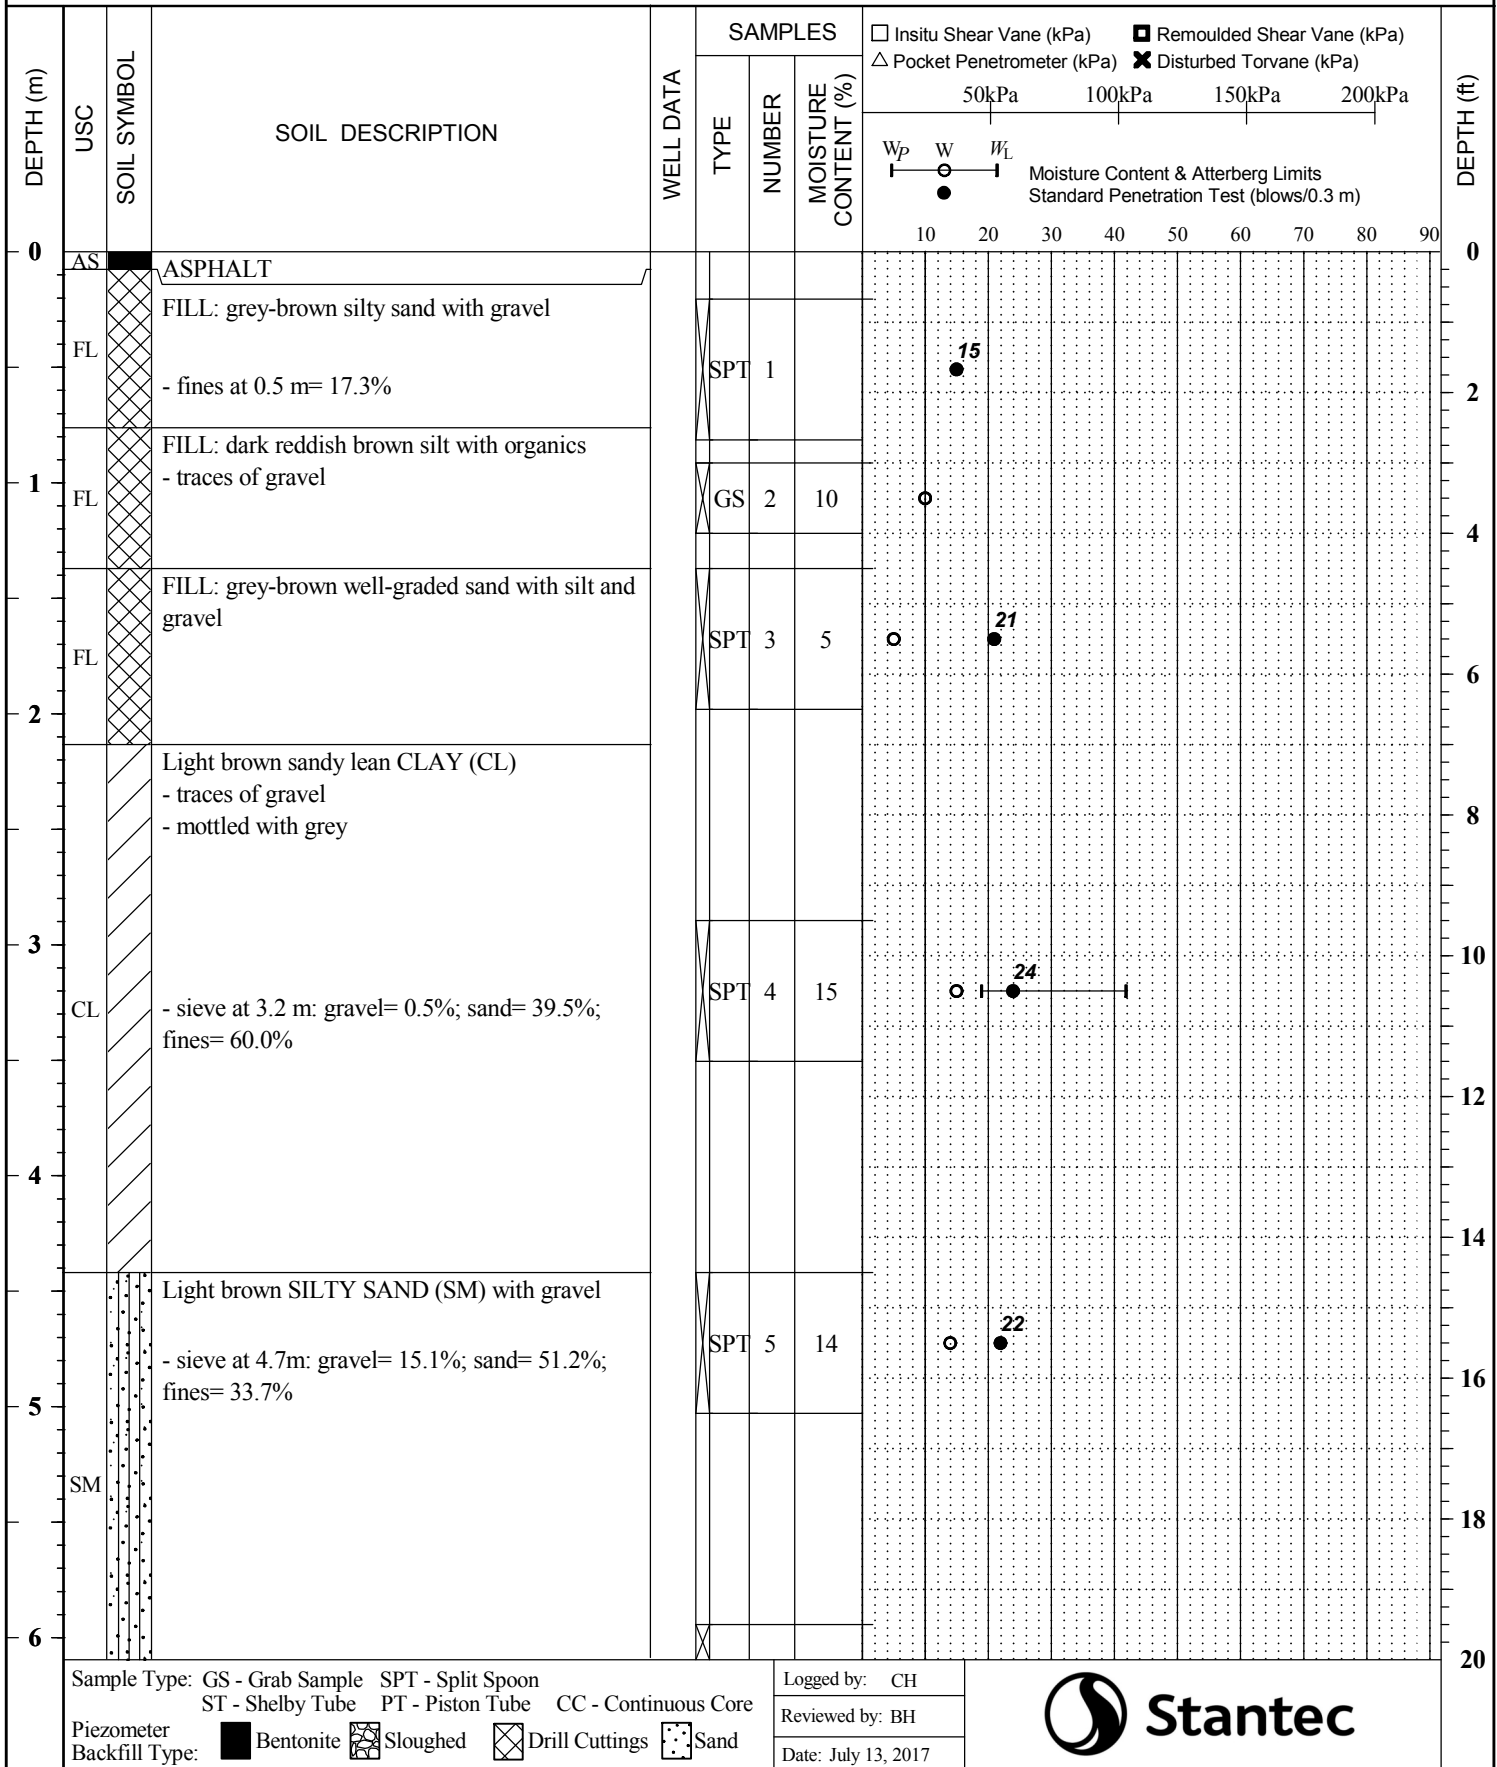 SAMPLES
Insitu Shear Vane (kPa) Remoulded Shear Vane (kPa)
Pocket Penetrometer (kPa) Disturbed Torvane (kPa)
50kPa 100kPa 150kPa 200kPa
DEPTH (m)
USC
SOIL SYMBOL
SOIL DESCRIPTION
WELL DATA
TYPE
NUMBER
MOISTURE CONTENT (%)
DEPTH (ft)
WP W WL
Moisture Content & Atterberg Limits
Standard Penetration Test (blows/0.3 m)
10 20 30 40 50 60 70 80 90
0 0
AS ASPHALT
FILL: grey-brown silty sand with gravel
FL
SPT 1
15
- fines at 0.5 m= 17.3%
2
FILL: dark reddish brown silt with organics
- traces of gravel
1
FL
GS 2 10
4
FILL: grey-brown well-graded sand with silt and
gravel
FL
SPT 3 5
21
6
2
Light brown sandy lean CLAY (CL)
- traces of gravel
- mottled with grey
8
3
10
24
CL
SPT 4 15
- sieve at 3.2 m: gravel= 0.5%; sand= 39.5%;
fines= 60.0%
12
4
14
Light brown SILTY SAND (SM) with gravel
22
SPT 5 14
- sieve at 4.7m: gravel= 15.1%; sand= 51.2%;
fines= 33.7%
16
5
SM
18
6
20
Sample Type: GS - Grab Sample SPT - Split Spoon
ST - Shelby Tube PT - Piston Tube CC - Continuous Core
Piezometer
Backfill Type: Bentonite Sloughed Drill Cuttings Sand
Logged by: CH
Reviewed by: BH
Date: July 13, 2017
Stantec